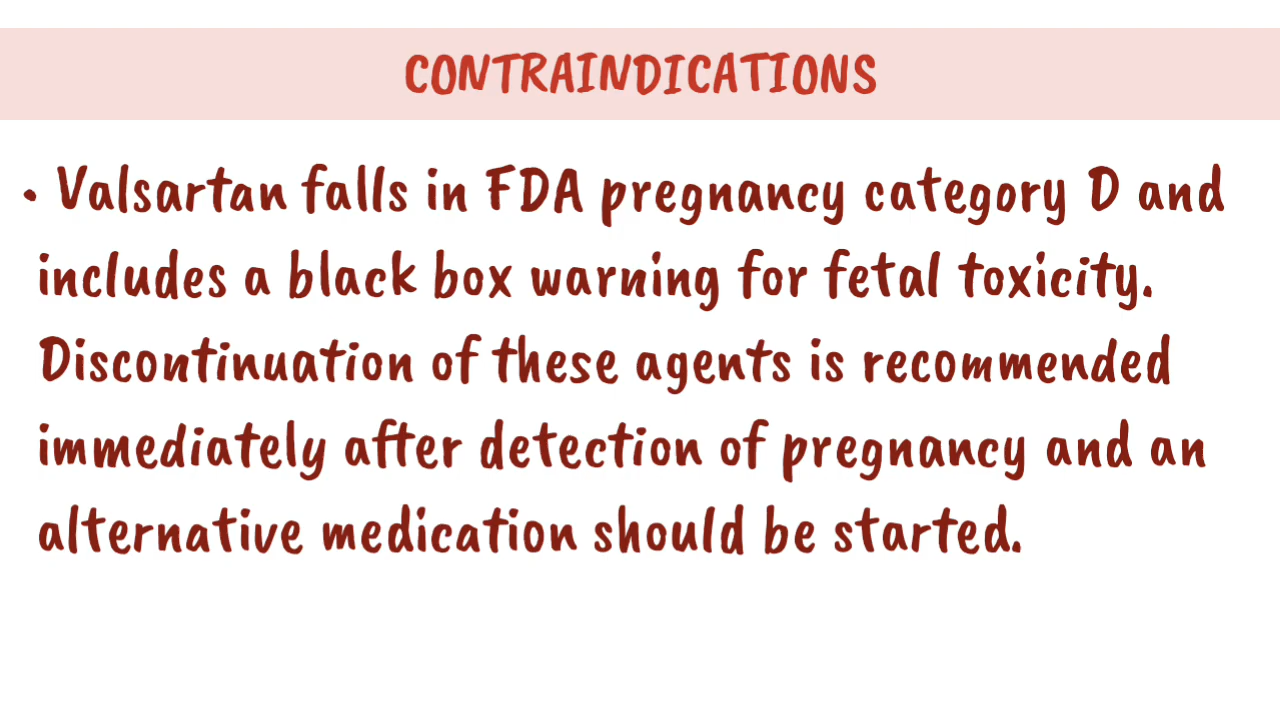 CONTRAINDICATIONS
• Valsartan falls in FDA pregnancy category D and
includes a black box warning for fetal toxicity.
Discontinuation of these agents is recommended
immediately after detection of pregnancy and an
alternative medication should be started.